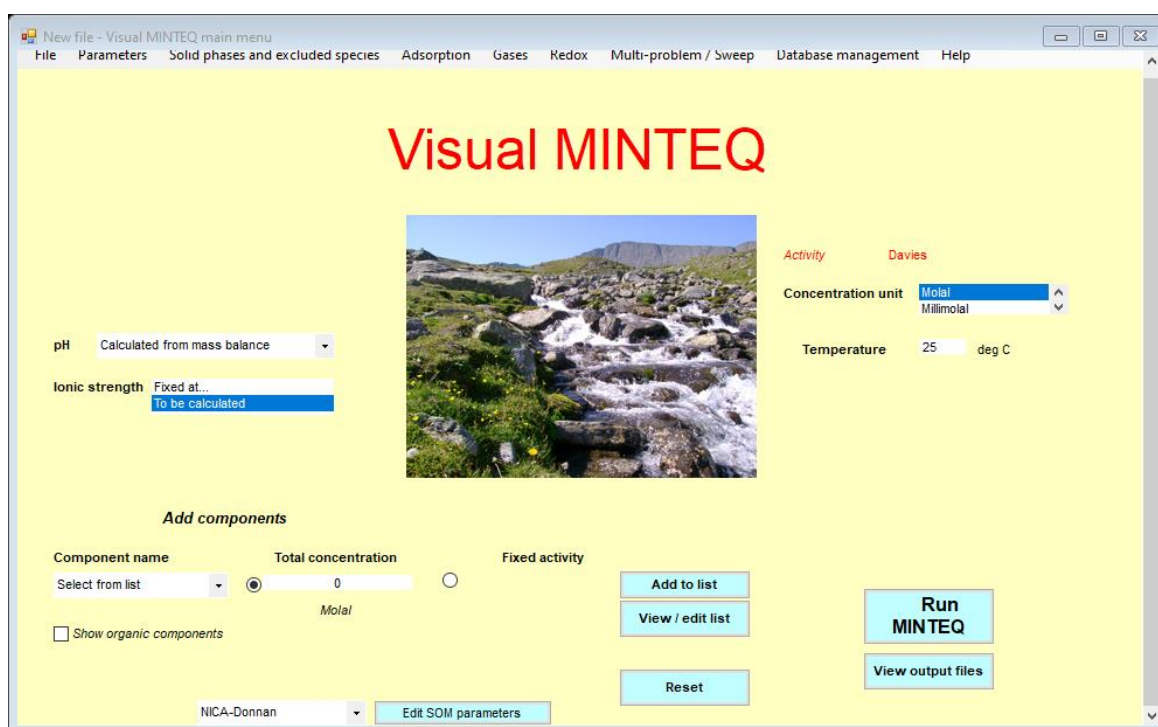 New file - Visual MINTEQ main menu
File Parameters Solid phases and excluded species Adsorption Gases Redox Multi-problem / Sweep Database management Help
Visual MINTEQ
Activity Davies
Concentration unit Molal
Millimolal
pH Calculated from mass balance
Temperature 25 deg C
Ionic strength Fixed at...
To be calculated
Add components
Component name Total concentration Fixed activity
Select from list 0 Add to list
Molal
View / edit list
Run
MINTEQ
Show organic components
View output files
Reset
NICA-Donnan Edit SOM parameters